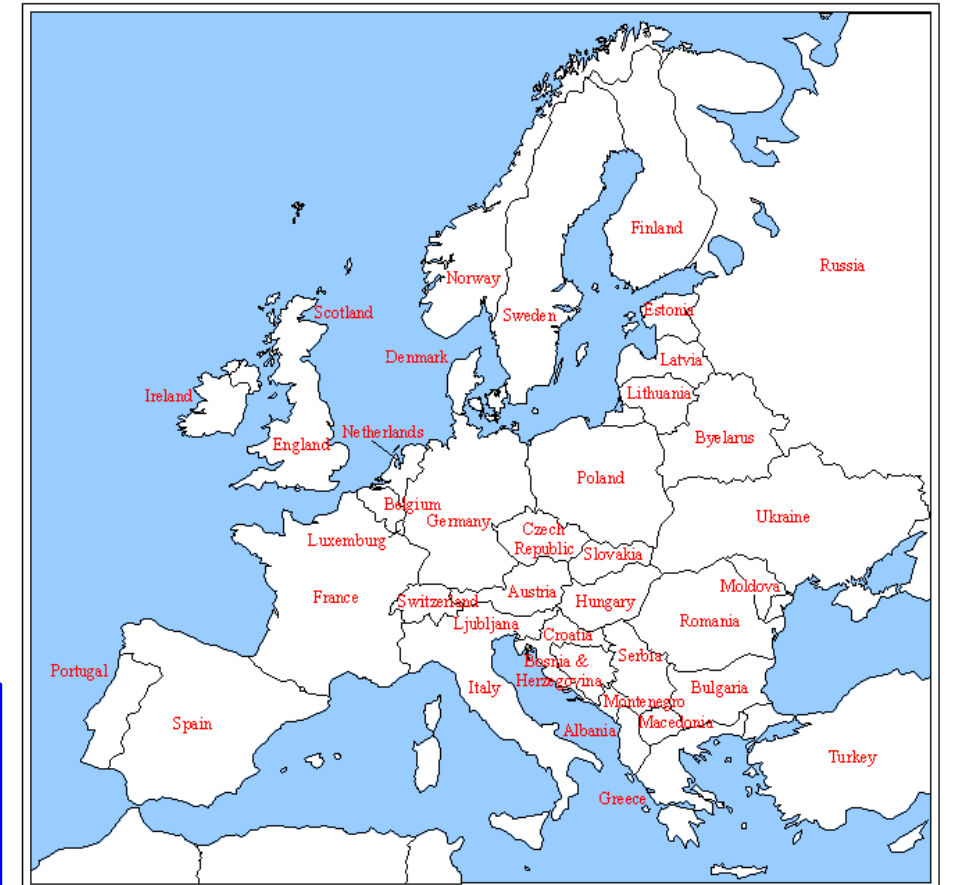 Finland
Russia
Norway
Estonia
Scotland
Sweden
Denmark
Latvia
Lithuania
Ireland
Netherlands
Byelarus
England
Poland
Belgium
Ukraine
Germany
Czech
Republic
Luxemburg
Slovakia
Moldova
Austria
France
Switzerland
Hungary
Romania
Ljubljana
Croatia
Serbia
Bosnia &
Herzegovina
Portugal
Italy
Bulgaria
Montenegro
Spain
Macedonia
Albania
Turkey
Greece